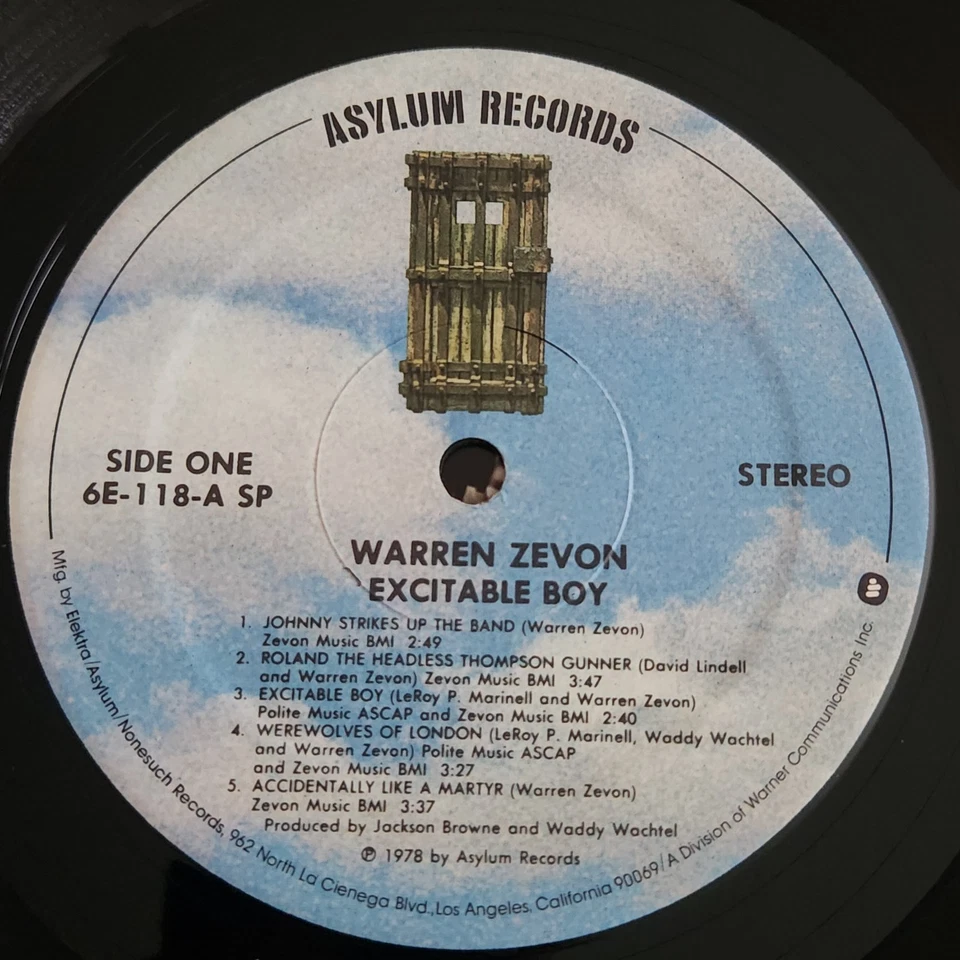 ASYLUM RECORDS
SIDE ONE
6E-118-A SP
STEREO
WARREN ZEVON
EXCITABLE BOY
1. JOHNNY STRIKES UP THE BAND (Warren Zevon)
Zevon Music BMI 2:49
2. ROLAND THE HEADLESS THOMPSON GUNNER (David Lindell
and Warren Zevon) Zevon Music BMI 3:47
3. EXCITABLE BOY (LeRoy P. Marinell and Warren Zevon)
Polite Music ASCAP and Zevon Music BMI 2:40
4. WEREWOLVES OF LONDON (LeRoy P. Marinell, Waddy Wachtel
and Warren Zevon) Polite Music ASCAP
and Zevon Music BMI 3:27
5. ACCIDENTALLY LIKE A MARTYR (Warren Zevon)
Zevon Music BMI 3:37
Produced by Jackson Browne and Waddy Wachtel
℗ 1978 by Asylum Records
Mfg. by Elektra/Asylum/Nonesuch Records, 962 North La Cienega Blvd., Los Angeles, California 90069/A Division of Warner Communications Inc.